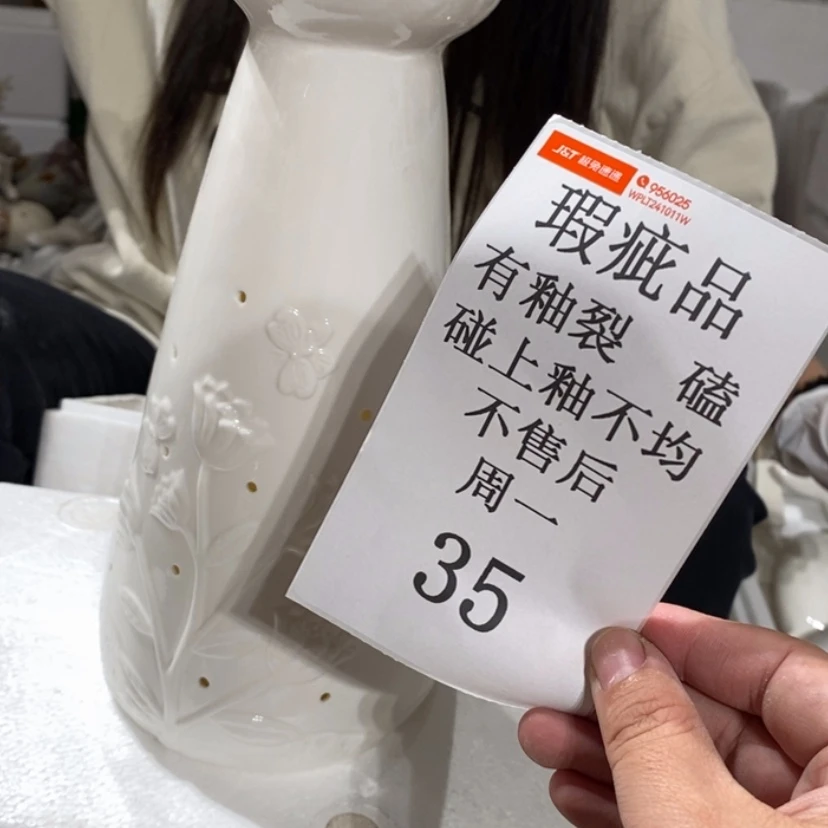 J&T 极兔速递
956025
WPLT241011W
瑕疵品
有釉裂 磕
碰上釉不均
不售后
周一
35